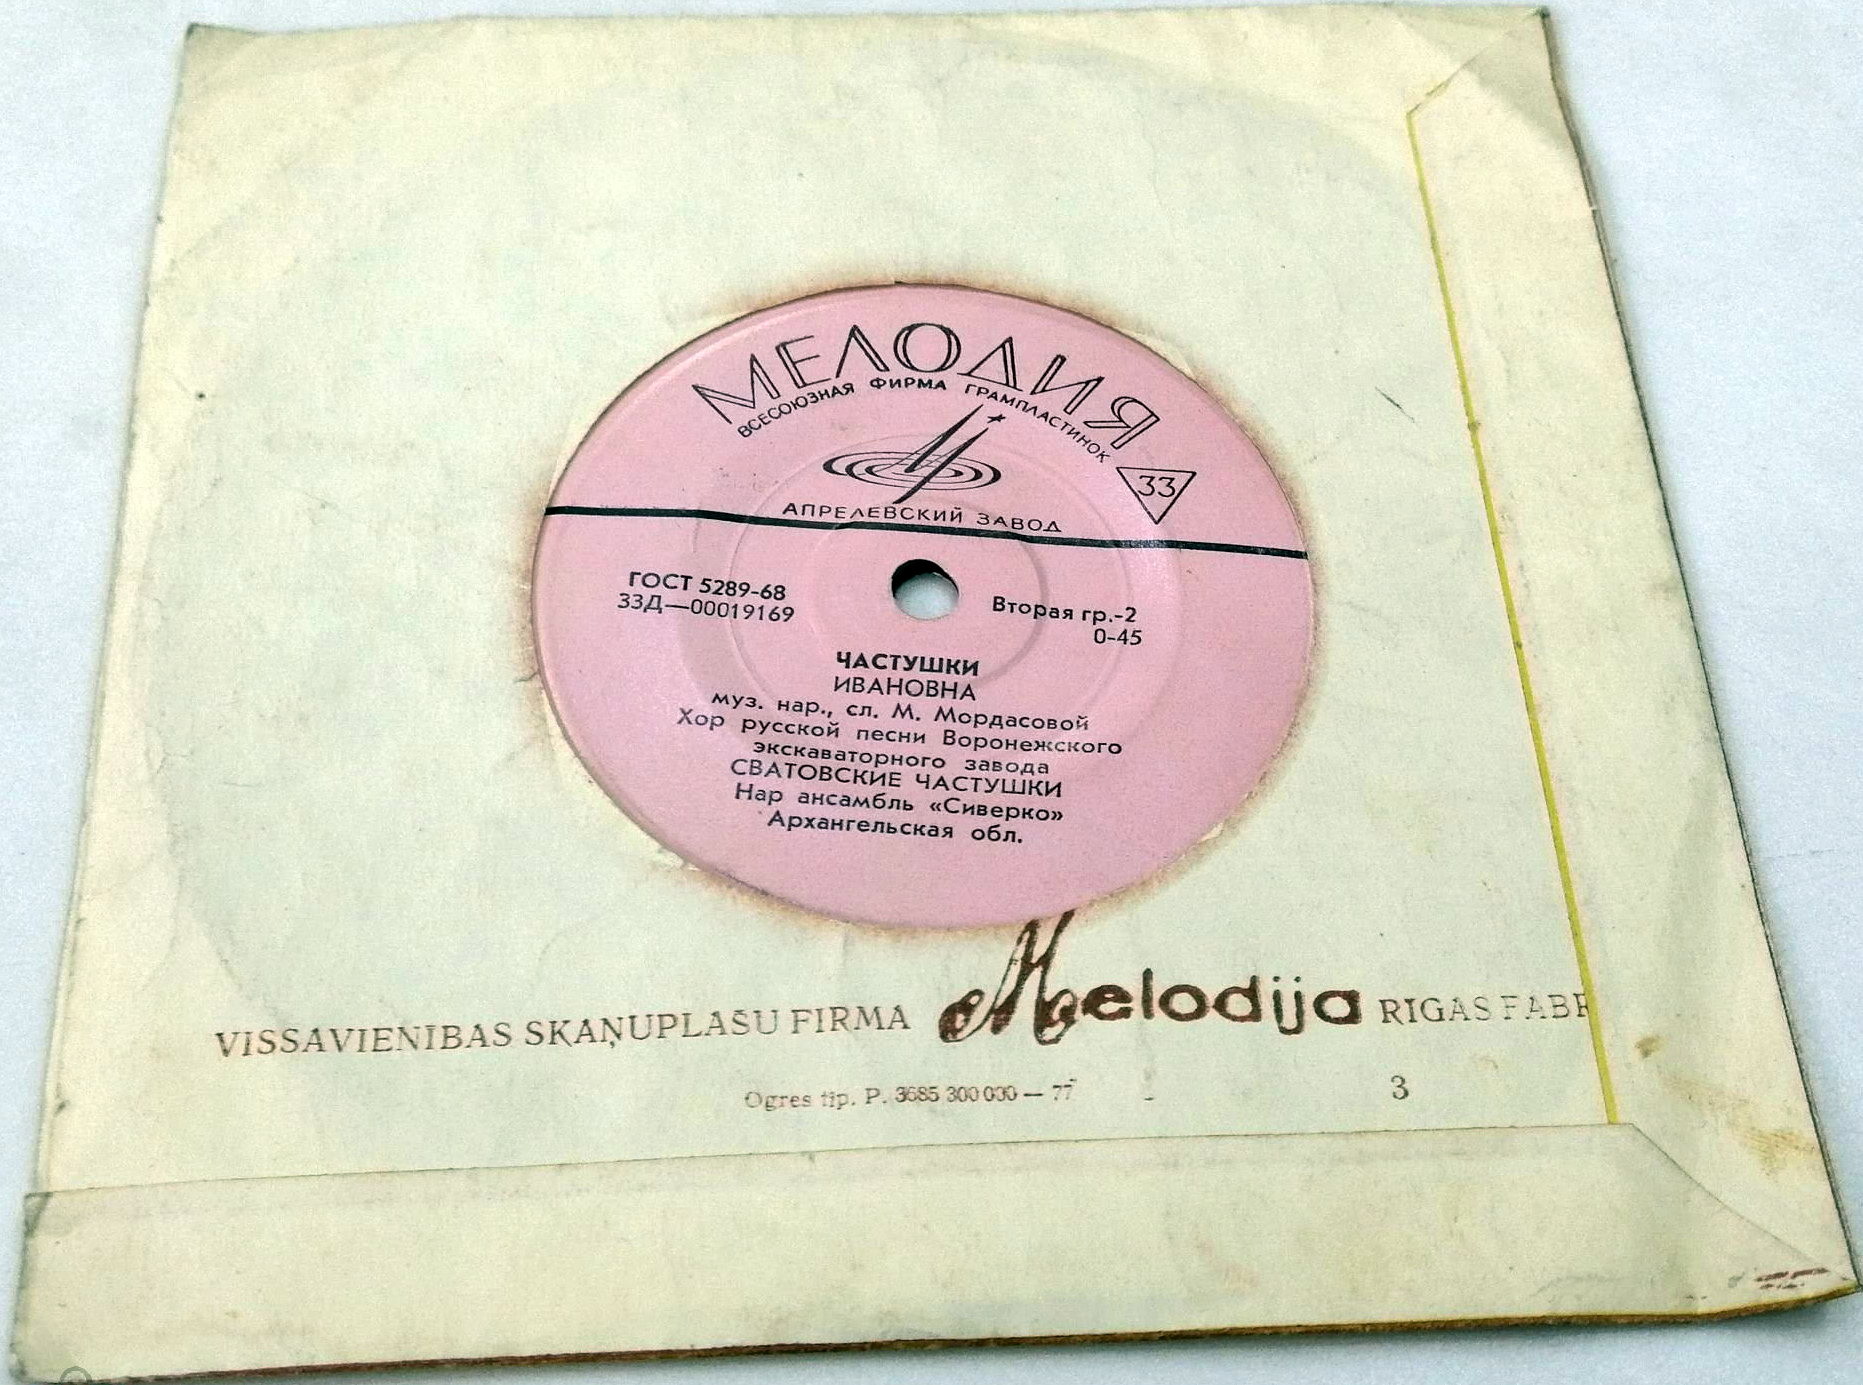 МЕЛОДИЯ
ВСЕСОЮЗНАЯ ФИРМА ГРАМПЛАСТИНОК
33
АПРЕЛЕВСКИЙ ЗАВОД
ГОСТ 5289-68
33Д—00019169
Вторая гр.-2
0-45
ЧАСТУШКИ
ИВАНОВНА
муз. нар., сл. М. Мордасовой
Хор русской песни Воронежского
экскаваторного завода
СВАТОВСКИЕ ЧАСТУШКИ
Нар ансамбль «Сиверко»
Архангельская обл.
VISSAVIENIBAS SKAŅUPLAŠU FIRMA Melodija RIGAS FABR
Ogres tip. P. 3685 300 000 — 77
3